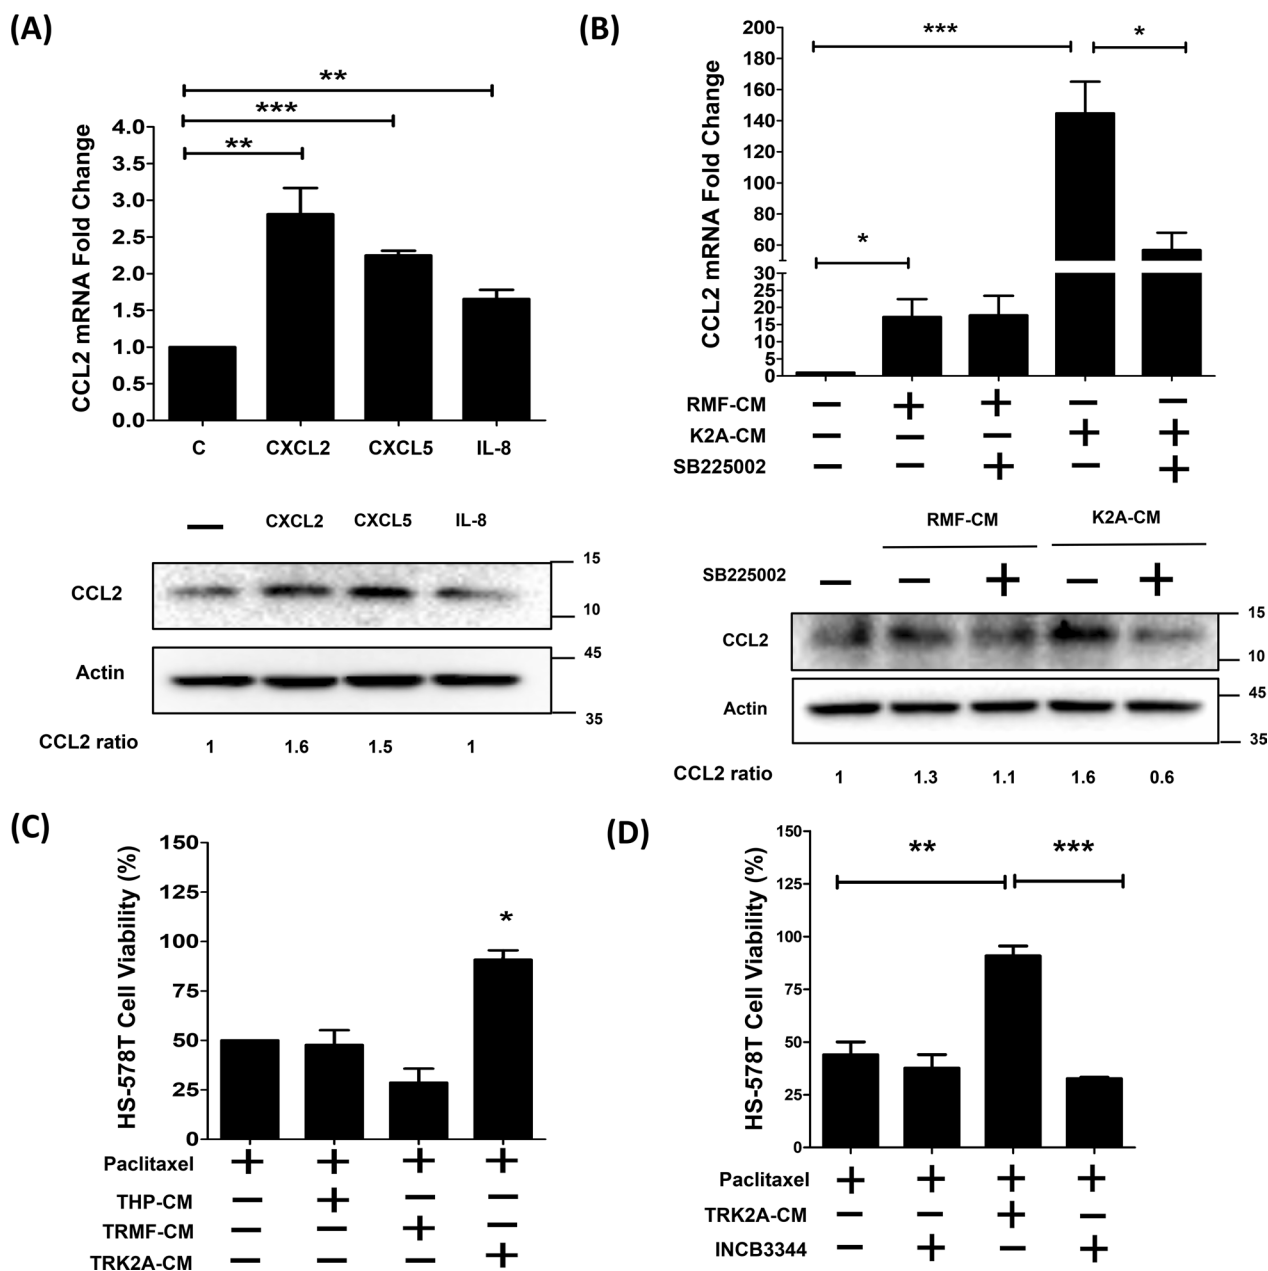 (A)
**
***
**
CCL2 mRNA Fold Change
4.0
3.5
3.0
2.5
2.0
1.5
1.0
0.5
0.0
C CXCL2 CXCL5 IL-8
— CXCL2 CXCL5 IL-8
CCL2
15
10
Actin
45
35
CCL2 ratio 1 1.6 1.5 1
(B)
*** *
*
CCL2 mRNA Fold Change
200
180
160
140
120
100
80
60
30
25
20
15
10
5
0
RMF-CM — + + — —
K2A-CM — — — + +
SB225002 — — + — +
RMF-CM K2A-CM
SB225002 — — + — +
CCL2
15
10
Actin
45
35
CCL2 ratio 1 1.3 1.1 1.6 0.6
(C)
*
HS-578T Cell Viability (%)
150
125
100
75
50
25
0
Paclitaxel + + + +
THP-CM — + — —
TRMF-CM — — + —
TRK2A-CM — — — +
(D)
** ***
HS-578T Cell Viability (%)
150
125
100
75
50
25
0
Paclitaxel + + + +
TRK2A-CM — — + —
INCB3344 — + — +